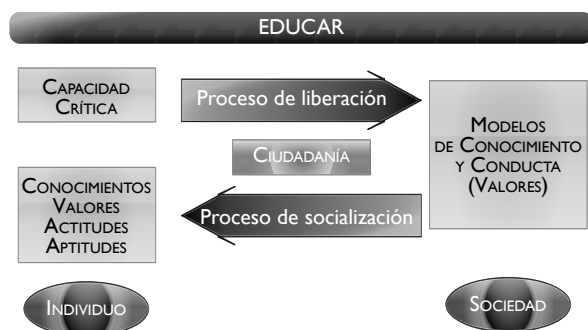 EDUCAR
CAPACIDAD
CRÍTICA
Proceso de liberación
MODELOS
DE CONOCIMIENTO
Y CONDUCTA
(VALORES)
CIUDADANÍA
CONOCIMIENTOS
VALORES
ACTITUDES
APTITUDES
Proceso de socialización
INDIVIDUO
SOCIEDAD